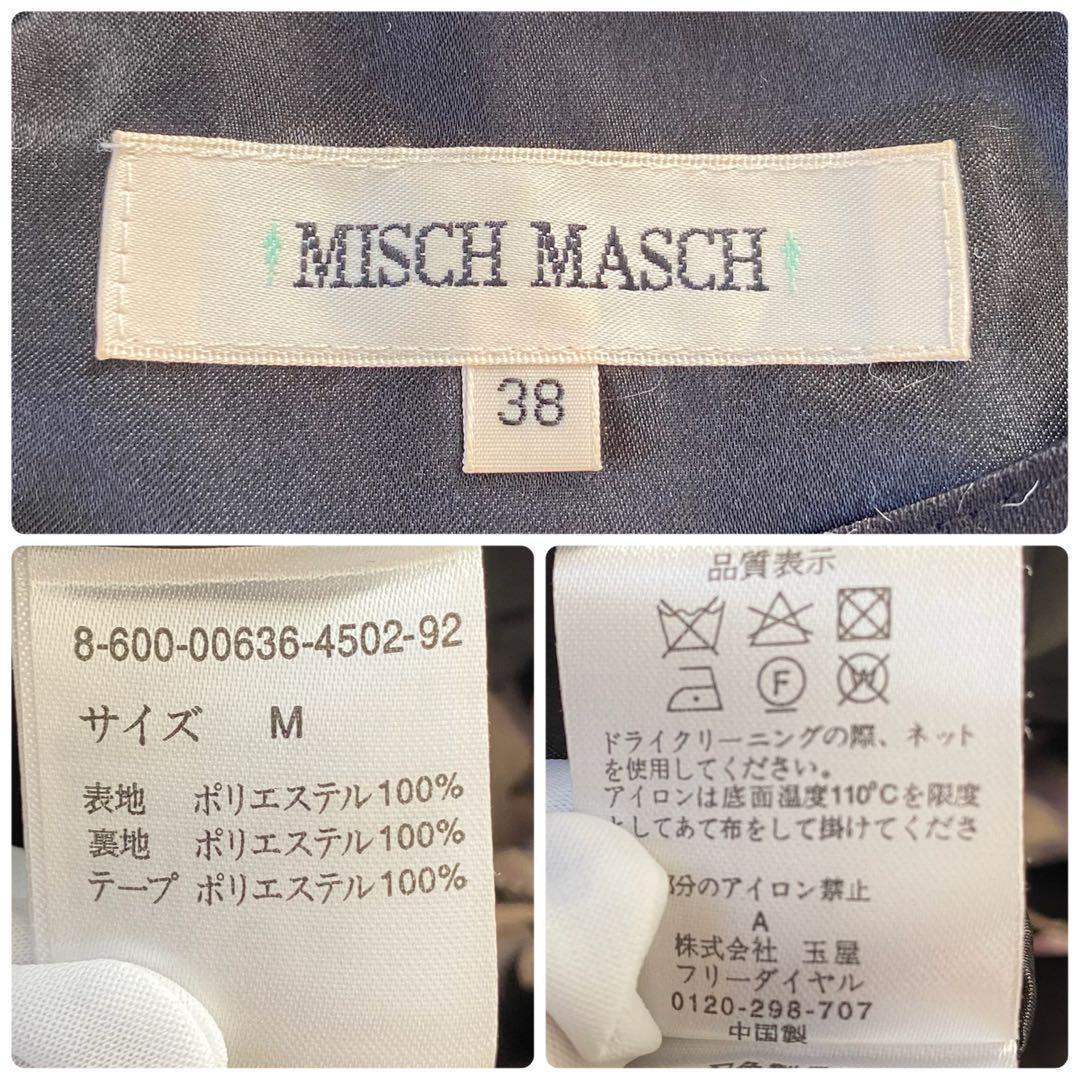 MISCH MASCH
38
8-600-00636-4502-92
サイズ M
表地 ポリエステル100%
裏地 ポリエステル100%
テープ ポリエステル100%
品質表示
F
W
ドライクリーニングの際、ネット
を使用してください。
アイロンは底面温度110℃を限度
としてあて布をして掛けてくださ
部分のアイロン禁止
A
株式会社 玉屋
フリーダイヤル
0120-298-707
中国製